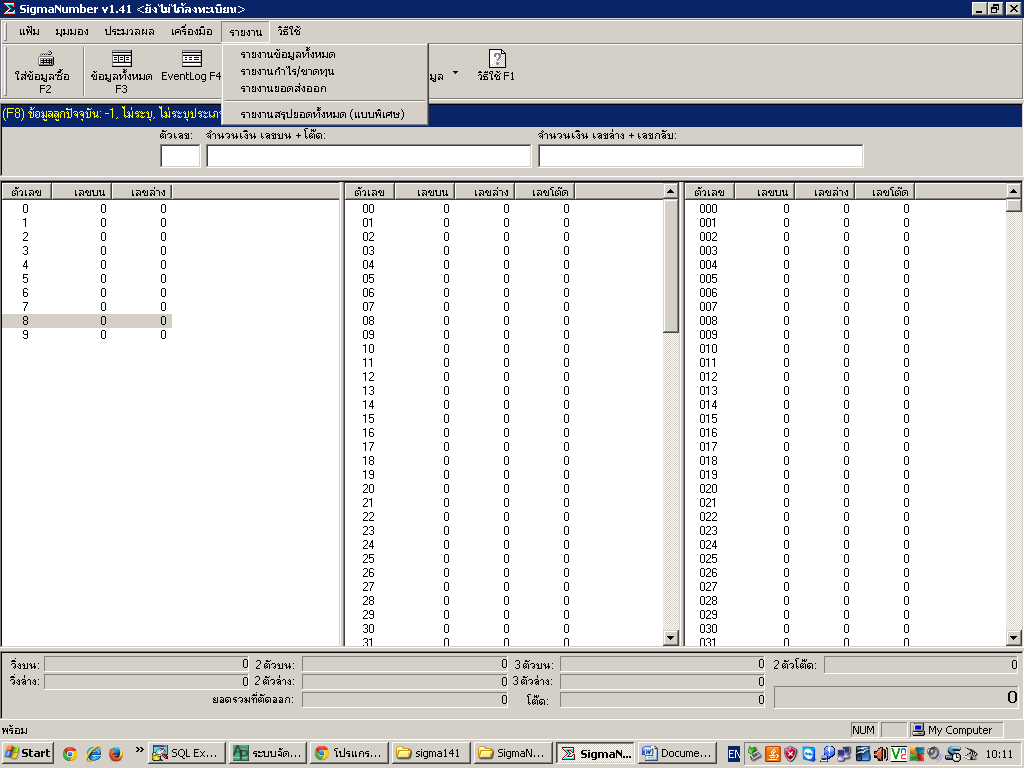 SigmaNumber v1.41 <ยังไม่ได้ลงทะเบียน>
แฟ้ม มุมมอง ประมวลผล เครื่องมือ รายงาน วิธีใช้
ใส่ข้อมูลซื้อ F2 ข้อมูลทั้งหมด F3 EventLog F4 มูล วิธีใช้ F1
รายงานข้อมูลทั้งหมด
รายงานกำไร/ขาดทุน
รายงานยอดส่งออก
รายงานสรุปยอดทั้งหมด (แบบพิเศษ)
(F8) ข้อมูลลูกปัจจุบัน: -1, ไม่ระบุ, ไม่ระบุประเภ
ตัวเลข: จำนวนเงิน เลขบน + โต๊ด: จำนวนเงิน เลขล่าง + เลขกลับ:
ตัวเลข เลขบน เลขล่าง ตัวเลข เลขบน เลขล่าง เลขโต๊ด ตัวเลข เลขบน เลขล่าง เลขโต๊ด
0 0 0 00 0 0 0 000 0 0 0
1 0 0 01 0 0 0 001 0 0 0
2 0 0 02 0 0 0 002 0 0 0
3 0 0 03 0 0 0 003 0 0 0
4 0 0 04 0 0 0 004 0 0 0
5 0 0 05 0 0 0 005 0 0 0
6 0 0 06 0 0 0 006 0 0 0
7 0 0 07 0 0 0 007 0 0 0
8 0 0 08 0 0 0 008 0 0 0
9 0 0 09 0 0 0 009 0 0 0
10 0 0 0 010 0 0 0
11 0 0 0 011 0 0 0
12 0 0 0 012 0 0 0
13 0 0 0 013 0 0 0
14 0 0 0 014 0 0 0
15 0 0 0 015 0 0 0
16 0 0 0 016 0 0 0
17 0 0 0 017 0 0 0
18 0 0 0 018 0 0 0
19 0 0 0 019 0 0 0
20 0 0 0 020 0 0 0
21 0 0 0 021 0 0 0
22 0 0 0 022 0 0 0
23 0 0 0 023 0 0 0
24 0 0 0 024 0 0 0
25 0 0 0 025 0 0 0
26 0 0 0 026 0 0 0
27 0 0 0 027 0 0 0
28 0 0 0 028 0 0 0
29 0 0 0 029 0 0 0
30 0 0 0 030 0 0 0
31 0 0 0 031 0 0 0
วิ่งบน: 0 2 ตัวบน: 0 3 ตัวบน: 0 2 ตัวโต๊ด: 0
วิ่งล่าง: 0 2 ตัวล่าง: 0 3 ตัวล่าง: 0
ยอดรวมที่ตัดออก: 0 โต๊ด: 0 0
พร้อม NUM My Computer
Start » SQL Ex... ระบบจัด... โปรแกร... sigma141 SigmaN... SigmaN... Docume... EN 10:11